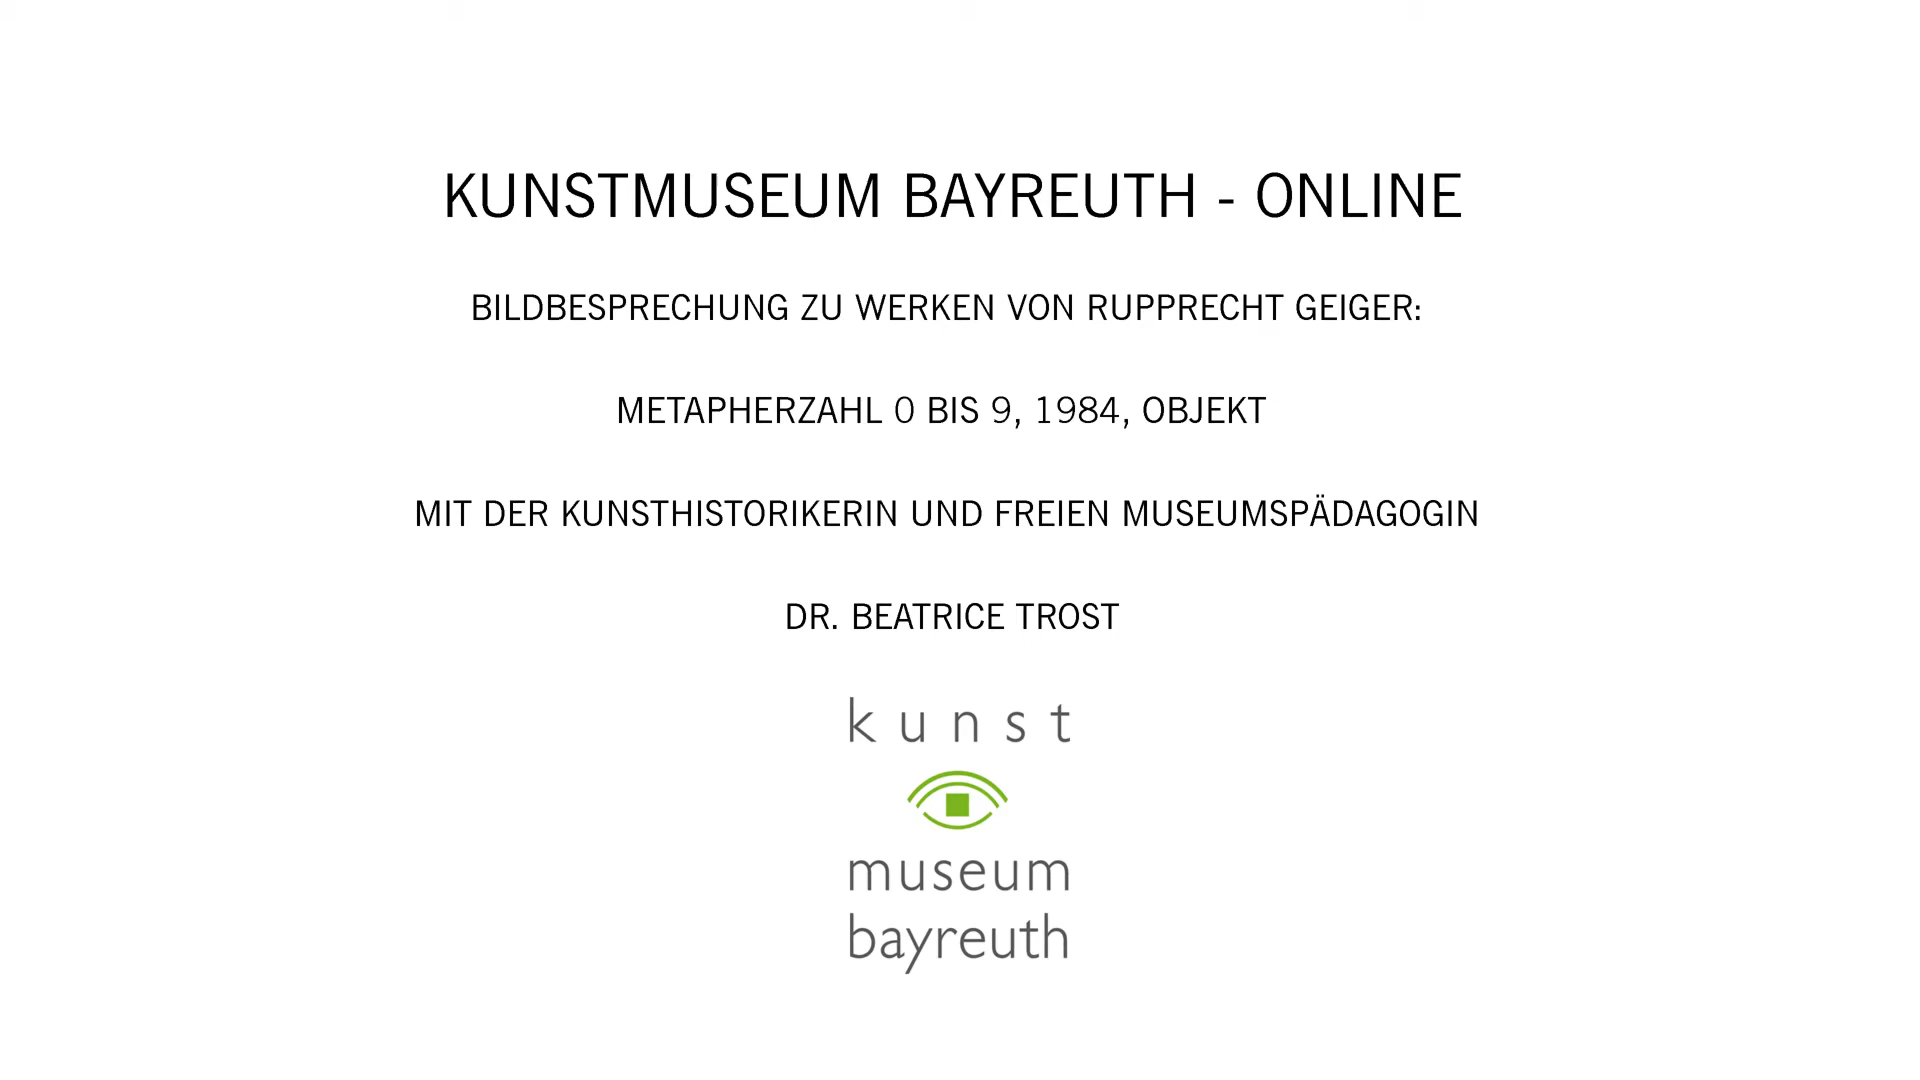 KUNSTMUSEUM BAYREUTH - ONLINE
BILDBESPRECHUNG ZU WERKEN VON RUPPRECHT GEIGER:
METAPHERZAHL 0 BIS 9, 1984, OBJEKT
MIT DER KUNSTHISTORIKERIN UND FREIEN MUSEUMSPÄDAGOGIN
DR. BEATRICE TROST
kunst
museum
bayreuth